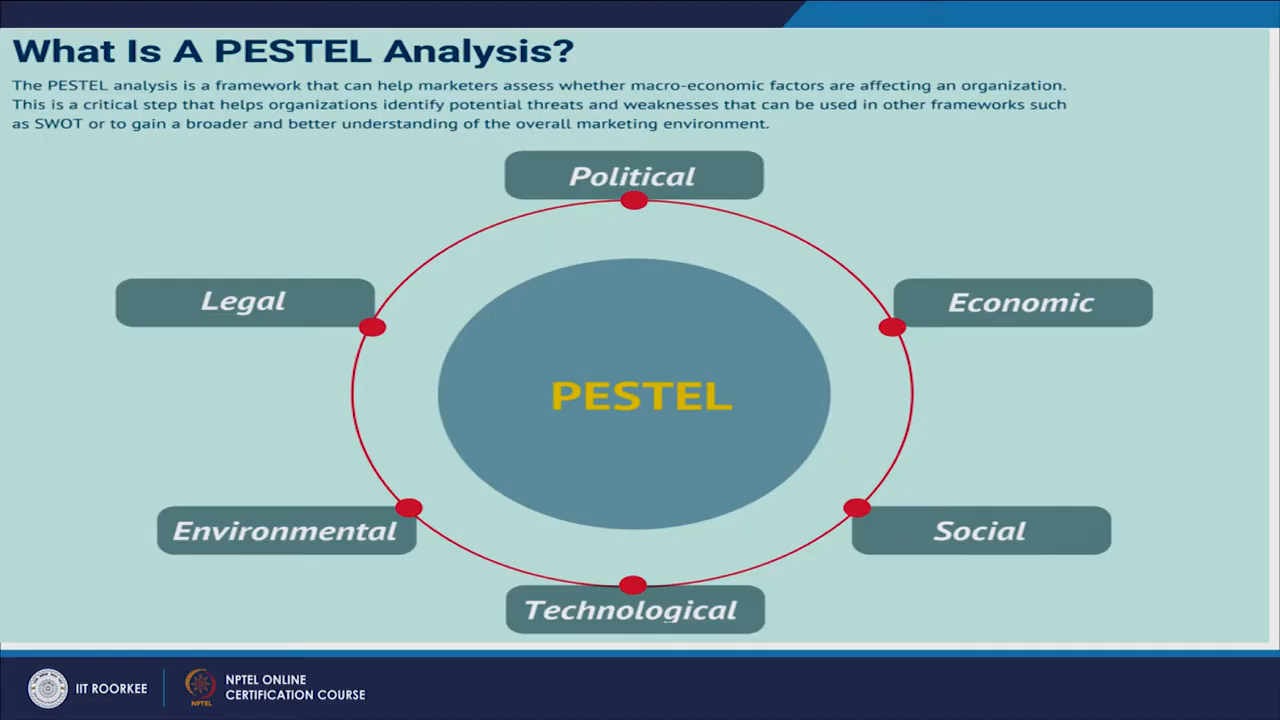 What Is A PESTEL Analysis?
The PESTEL analysis is a framework that can help marketers assess whether macro-economic factors are affecting an organization.
This is a critical step that helps organizations identify potential threats and weaknesses that can be used in other frameworks such
as SWOT or to gain a broader and better understanding of the overall marketing environment.
Political
Legal
Economic
PESTEL
Environmental
Social
Technological
IIT ROORKEE
NPTEL
NPTEL ONLINE
CERTIFICATION COURSE